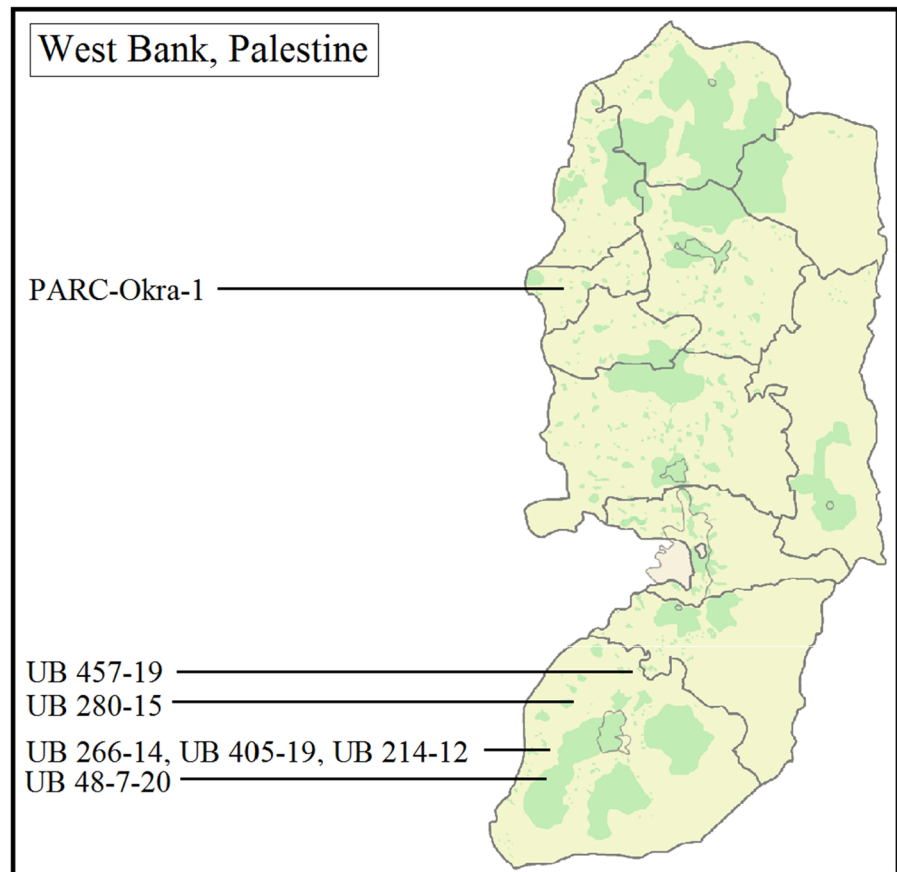 West Bank, Palestine
PARC-Okra-1
UB 457-19
UB 280-15
UB 266-14, UB 405-19, UB 214-12
UB 48-7-20